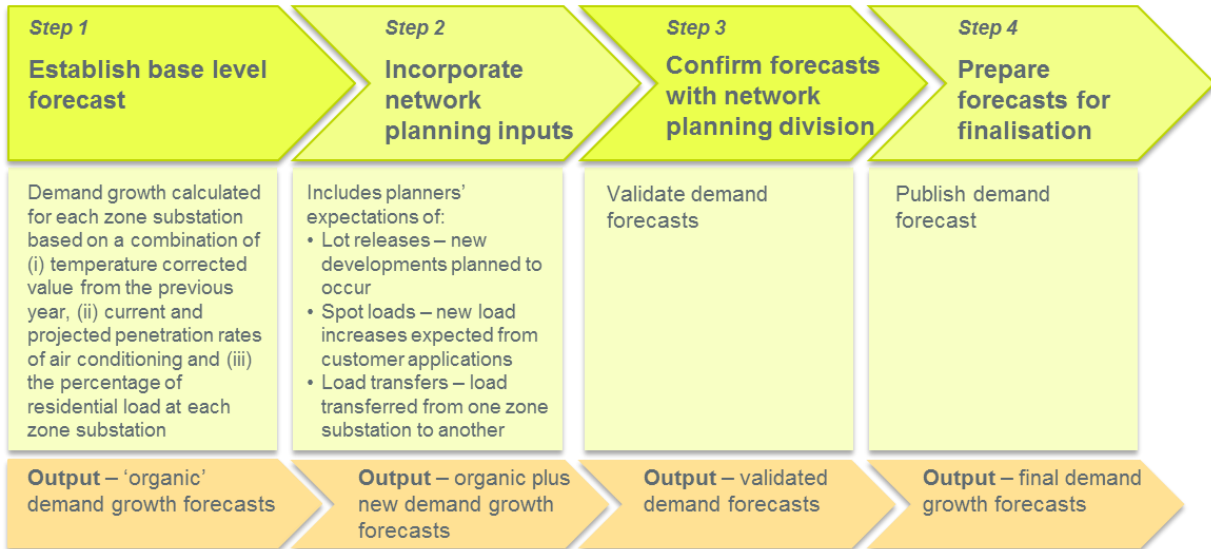 Step 1
Establish base level
forecast
Step 2
Incorporate
network
planning inputs
Step 3
Confirm forecasts
with network
planning division
Step 4
Prepare
forecasts for
finalisation
Demand growth calculated
for each zone substation
based on a combination of
(i) temperature corrected
value from the previous
year, (ii) current and
projected penetration rates
of air conditioning and (iii)
the percentage of
residential load at each
zone substation
Includes planners’
expectations of:
• Lot releases – new
developments planned to
occur
• Spot loads – new load
increases expected from
customer applications
• Load transfers – load
transferred from one zone
substation to another
Validate demand
forecasts
Publish demand
forecast
Output – ‘organic’
demand growth forecasts
Output – organic plus
new demand growth
forecasts
Output – validated
demand forecasts
Output – final demand
growth forecasts